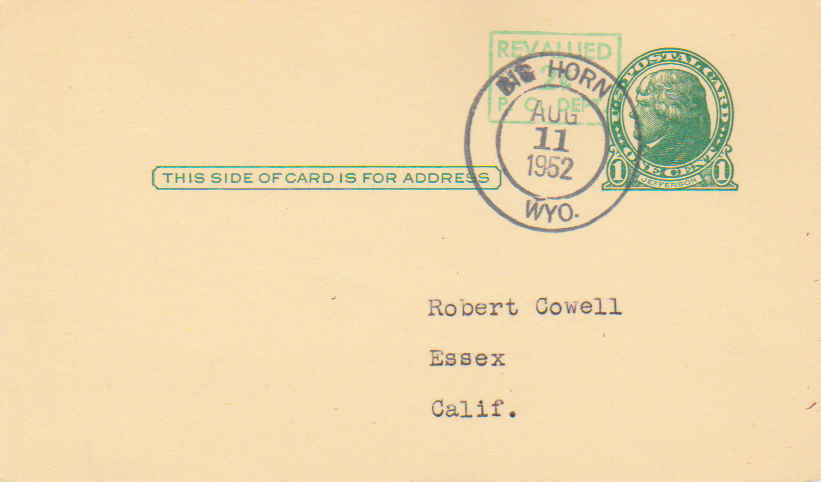 REVALUED
2¢
P. O. DEPT.
BIG HORN
AUG
11
1952
WYO.
U.S. POSTAL CARD
ONE CENT
1 1
JEFFERSON
THIS SIDE OF CARD IS FOR ADDRESS
Robert Cowell
Essex
Calif.